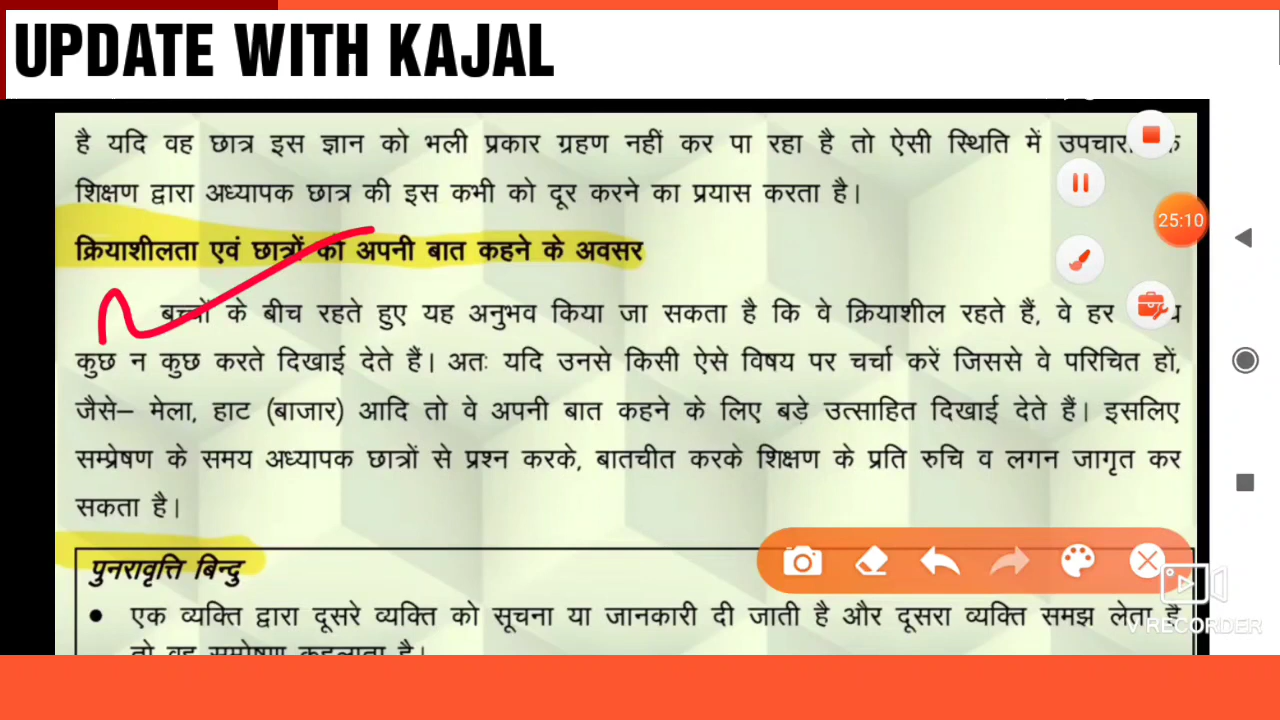 UPDATE WITH KAJAL
है यदि वह छात्र इस ज्ञान को भली प्रकार ग्रहण नहीं कर पा रहा है तो ऐसी स्थिति में
शिक्षण द्वारा अध्यापक छात्र की इस कभी को दूर करने का प्रयास करता है।
25:10
क्रियाशीलता एवं छात्रों को अपनी बात कहने के अवसर
बच्चों के बीच रहते हुए यह अनुभव किया जा सकता है कि वे क्रियाशील रहते हैं, वे हर
कुछ न कुछ करते दिखाई देते हैं। अतः यदि उनसे किसी ऐसे विषय पर चर्चा करें जिससे वे परिचित हों,
जैसे– मेला, हाट (बाजार) आदि तो वे अपनी बात कहने के लिए बड़े उत्साहित दिखाई देते हैं। इसलिए
सम्प्रेषण के समय अध्यापक छात्रों से प्रश्न करके, बातचीत करके शिक्षण के प्रति रुचि व लगन जागृत कर
सकता है।
पुनरावृत्ति बिन्दु
● एक व्यक्ति द्वारा दूसरे व्यक्ति को सूचना या जानकारी दी जाती है और दूसरा व्यक्ति समझ लेता है
V RECORDER